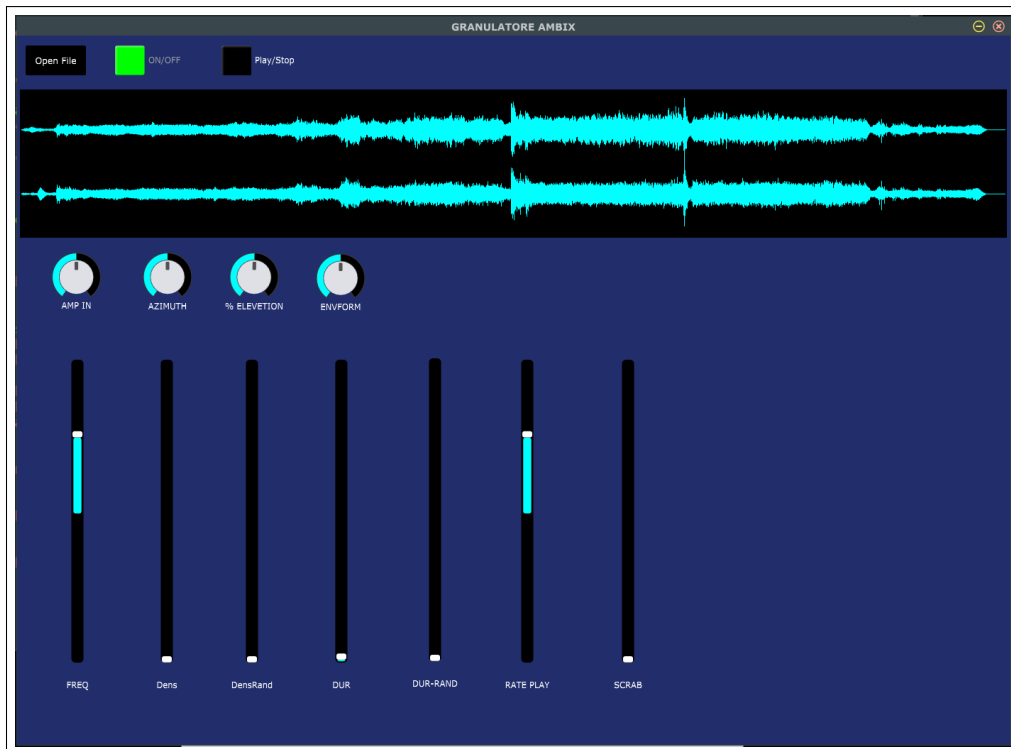 GRANULATORE AMBIX
Open File
ON/OFF
Play/Stop
AMP IN
AZIMUTH
% ELEVETION
ENVFORM
FREQ
Dens
DensRand
DUR
DUR-RAND
RATE PLAY
SCRAB